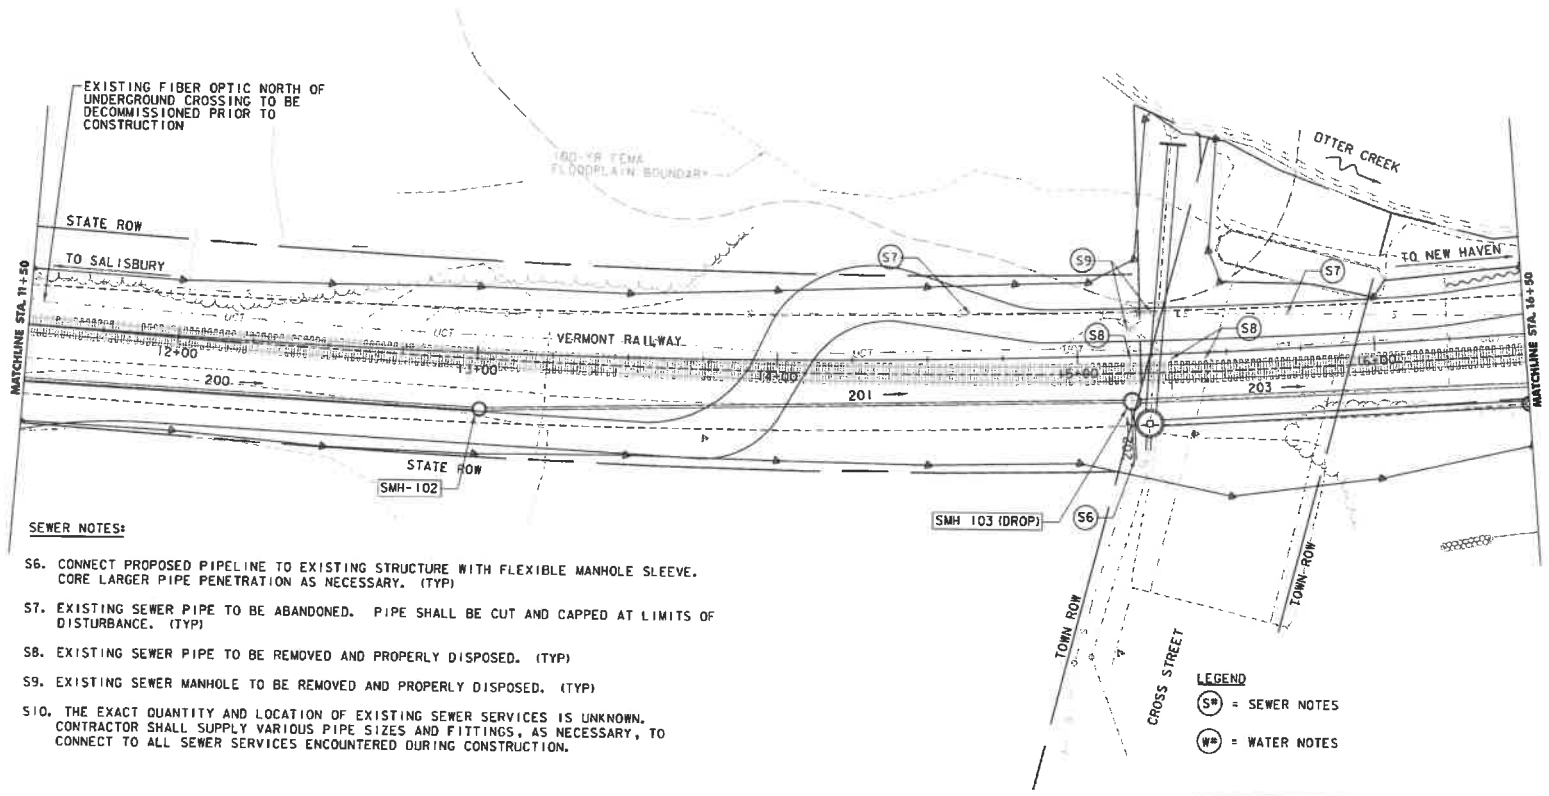 EXISTING FIBER OPTIC NORTH OF
UNDERGROUND CROSSING TO BE
DECOMMISSIONED PRIOR TO
CONSTRUCTION
100-YR FEMA
FLOODPLAIN BOUNDARY
OTTER CREEK
STATE ROW
TO SALISBURY
S7
S9
TO NEW HAVEN
S7
MATCHLINE STA. 11+50
MATCHLINE STA. 16+50
UCT
UCT
VERMONT RAILWAY
UCT
S8
S8
12+00
13+00
14+00
15+00
16+00
200
201
203
202
STATE ROW
SMH-102
SMH 103 (DROP)
S6
TOWN ROW
TOWN ROW
CROSS STREET
SEWER NOTES:
S6. CONNECT PROPOSED PIPELINE TO EXISTING STRUCTURE WITH FLEXIBLE MANHOLE SLEEVE.
CORE LARGER PIPE PENETRATION AS NECESSARY. (TYP)
S7. EXISTING SEWER PIPE TO BE ABANDONED. PIPE SHALL BE CUT AND CAPPED AT LIMITS OF
DISTURBANCE. (TYP)
S8. EXISTING SEWER PIPE TO BE REMOVED AND PROPERLY DISPOSED. (TYP)
S9. EXISTING SEWER MANHOLE TO BE REMOVED AND PROPERLY DISPOSED. (TYP)
S10. THE EXACT QUANTITY AND LOCATION OF EXISTING SEWER SERVICES IS UNKNOWN.
CONTRACTOR SHALL SUPPLY VARIOUS PIPE SIZES AND FITTINGS, AS NECESSARY, TO
CONNECT TO ALL SEWER SERVICES ENCOUNTERED DURING CONSTRUCTION.
LEGEND
S# = SEWER NOTES
W# = WATER NOTES